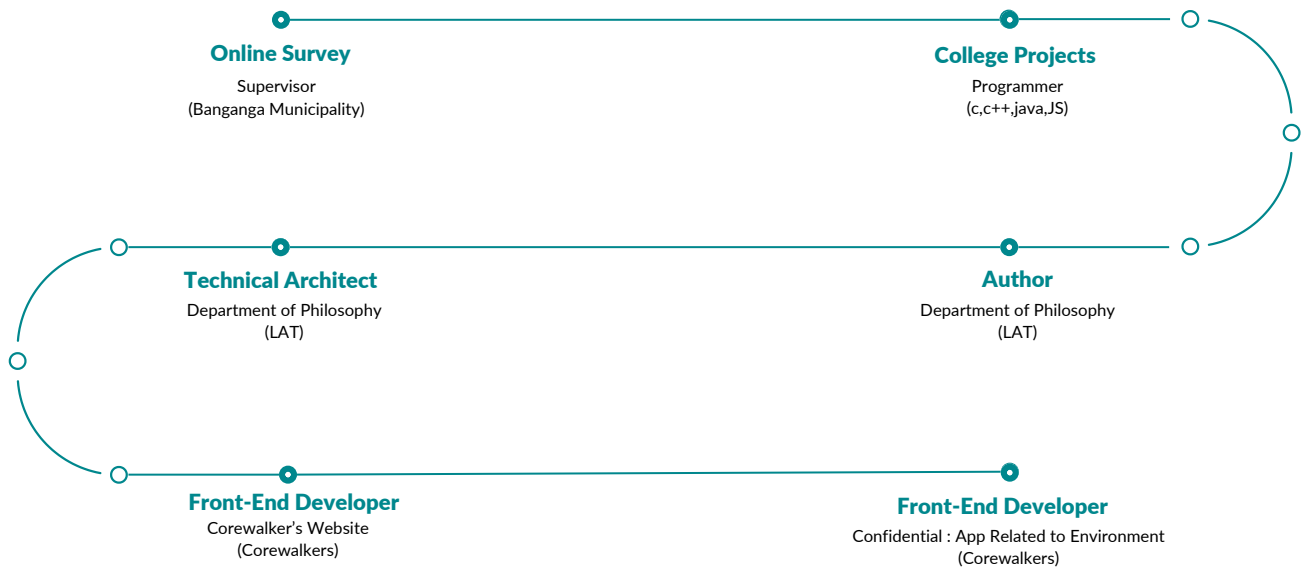 Online Survey
Supervisor
(Banganga Municipality)
College Projects
Programmer
(c,c++,java,JS)
Technical Architect
Department of Philosophy
(LAT)
Author
Department of Philosophy
(LAT)
Front-End Developer
Corewalker’s Website
(Corewalkers)
Front-End Developer
Confidential : App Related to Environment
(Corewalkers)